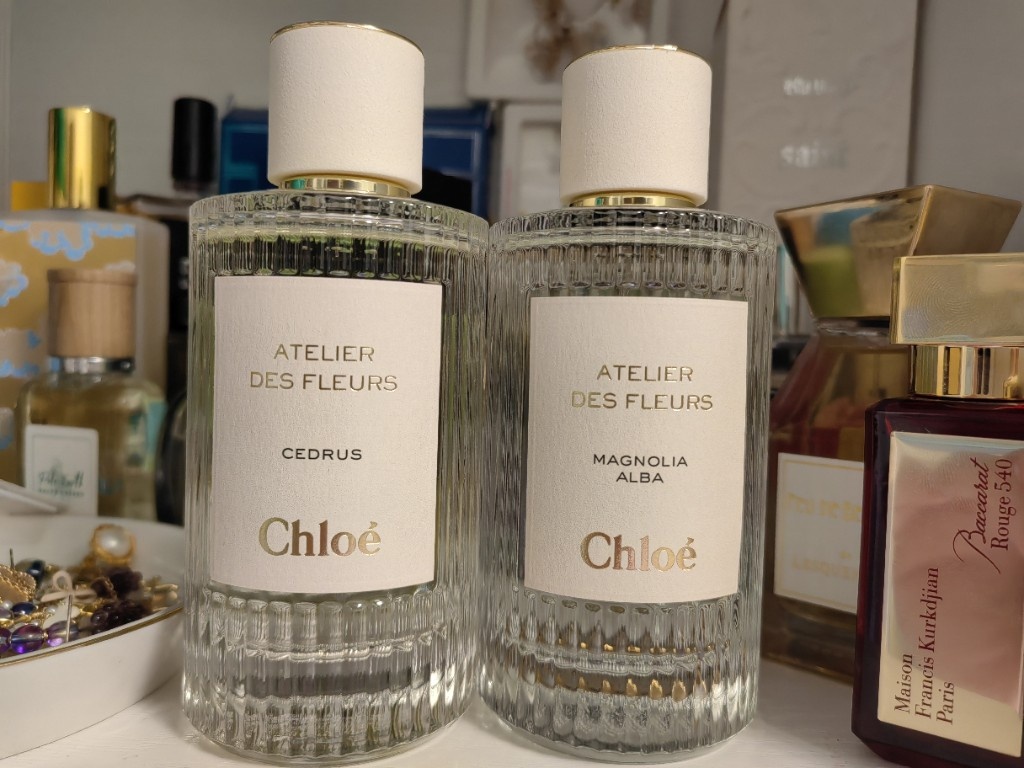 ATELIER
DES FLEURS
CEDRUS
Chloé
ATELIER
DES FLEURS
MAGNOLIA
ALBA
Chloé
Baccarat
Rouge 540
Maison
Francis Kurkdjian
Paris